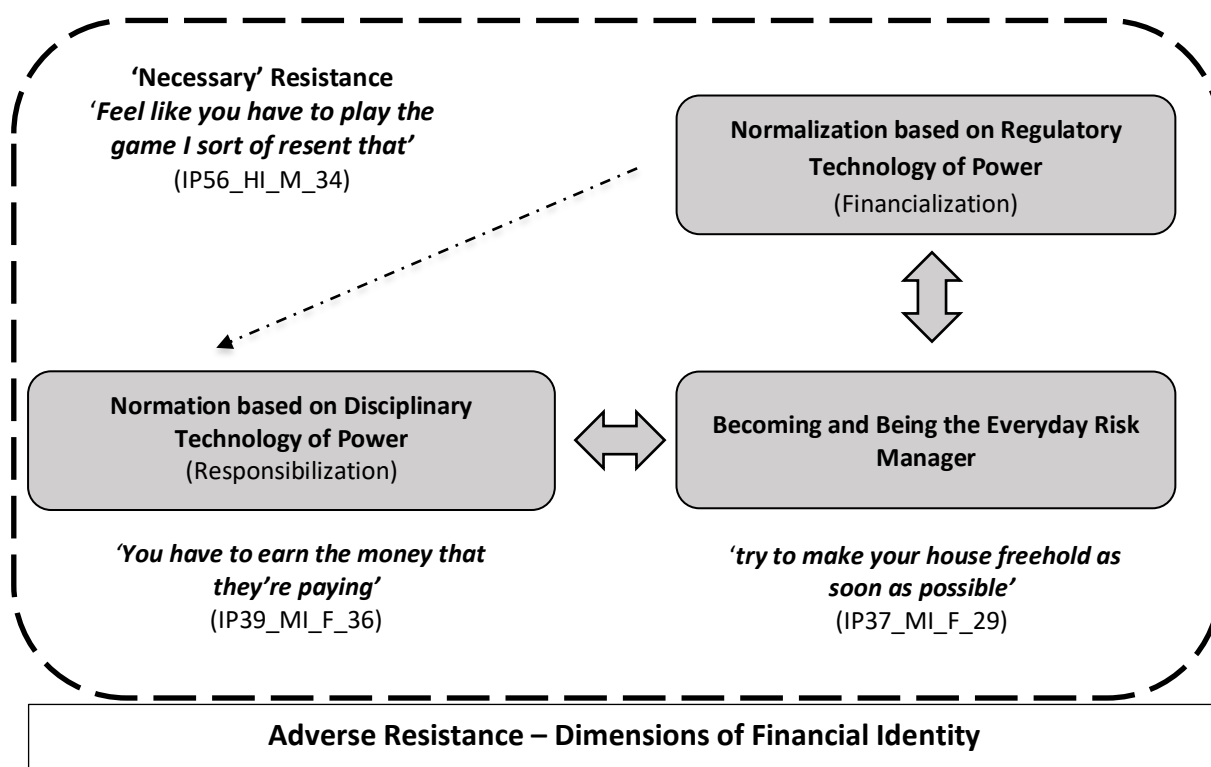 ‘Necessary’ Resistance
‘Feel like you have to play the
game I sort of resent that’
(IP56_HI_M_34)
Normalization based on Regulatory
Technology of Power
(Financialization)
Normation based on Disciplinary
Technology of Power
(Responsibilization)
Becoming and Being the Everyday Risk
Manager
‘You have to earn the money that
they’re paying’
(IP39_MI_F_36)
‘try to make your house freehold as
soon as possible’
(IP37_MI_F_29)
Adverse Resistance – Dimensions of Financial Identity